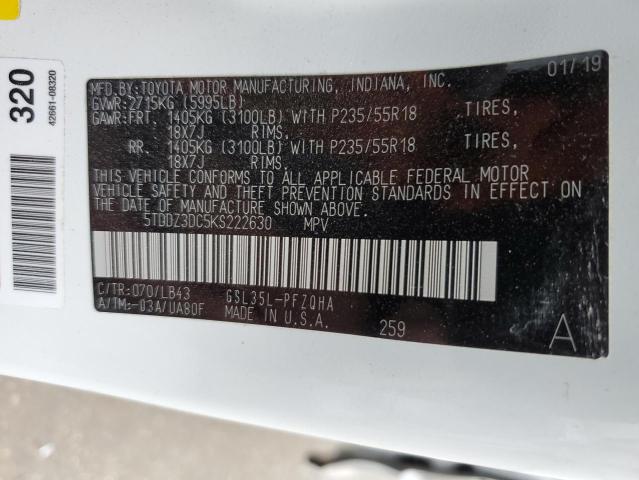 MFD.BY:TOYOTA MOTOR MANUFACTURING, INDIANA, INC. 01/19
GVWR:2715KG (5995LB)
GAWR:FRT. 1405KG (3100LB) WITH P235/55R18 TIRES,
18X7J RIMS,
RR. 1405KG (3100LB) WITH P235/55R18 TIRES,
18X7J RIMS.
THIS VEHICLE CONFORMS TO ALL APPLICABLE FEDERAL MOTOR
VEHICLE SAFETY AND THEFT PREVENTION STANDARDS IN EFFECT ON
THE DATE OF MANUFACTURE SHOWN ABOVE.
5TDDZ3DC5KS222630 MPV
C/TR:070/LB43 GSL35L-PFZQHA
A/TM:-03A/UA80F MADE IN U.S.A.
259
A
320
42661-08320